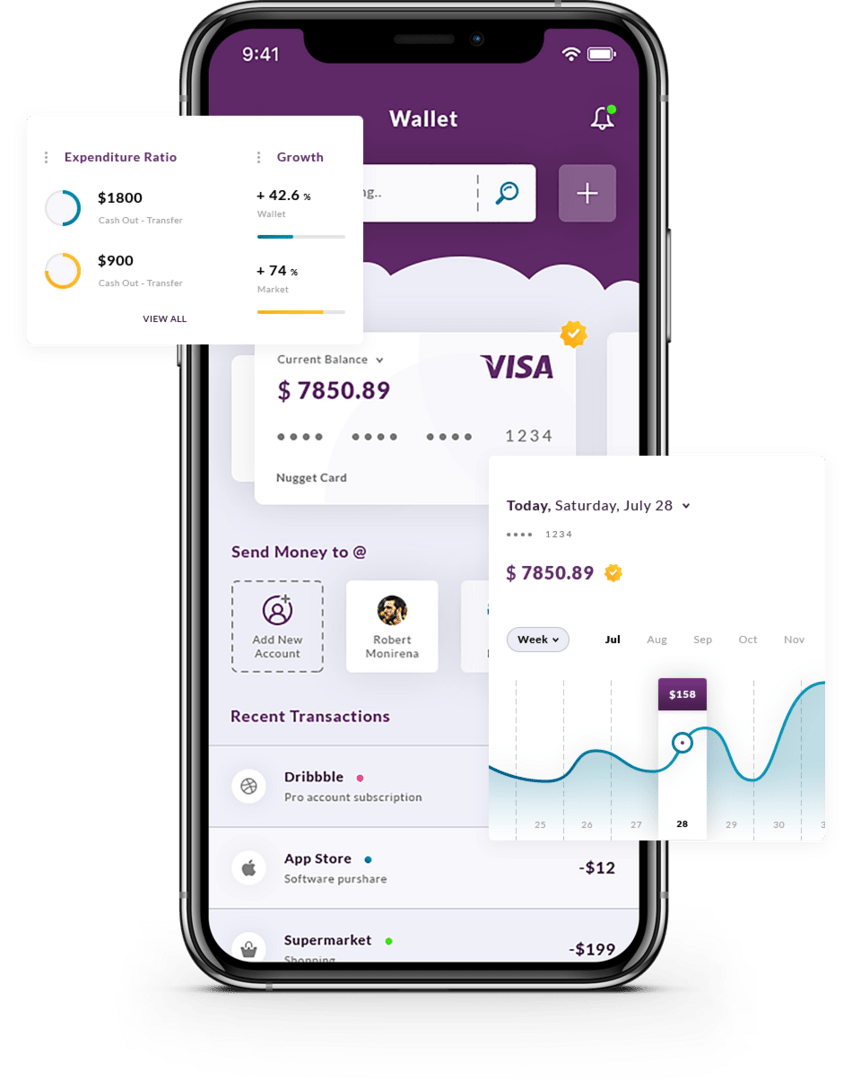 9:41
Wallet
Expenditure Ratio
Growth
$1800
Cash Out - Transfer
+ 42.6 %
Wallet
$900
Cash Out - Transfer
+ 74 %
Market
VIEW ALL
Current Balance
$ 7850.89
VISA
1234
Nugget Card
Today, Saturday, July 28
1234
$ 7850.89
Week
Jul Aug Sep Oct Nov
$158
25 26 27 28 29 30
Send Money to @
Add New
Account
Robert
Monirena
Recent Transactions
Dribbble
Pro account subscription
App Store
Software purshare
-$12
Supermarket
Shopping
-$199